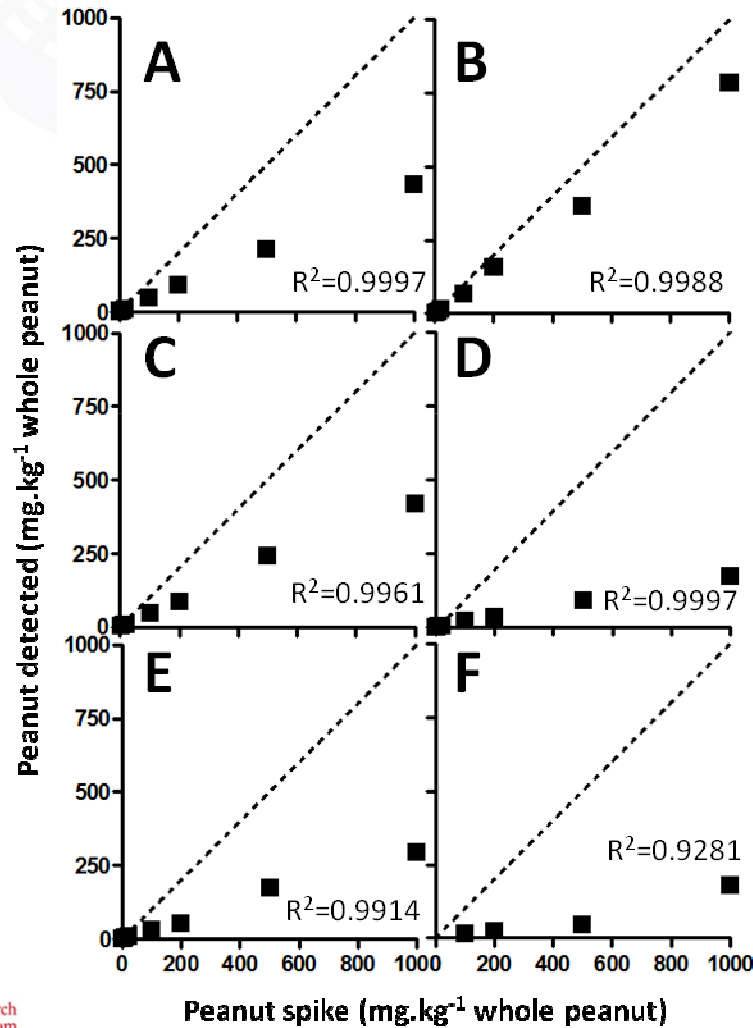 A
B
1000
750
500
250
0
R²=0.9997
R²=0.9988
C
D
1000
750
500
250
0
R²=0.9961
R²=0.9997
E
F
1000
750
500
250
0
R²=0.9914
R²=0.9281
0 200 400 600 800 1000
200 400 600 800 1000
Peanut detected (mg.kg⁻¹ whole peanut)
Peanut spike (mg.kg⁻¹ whole peanut)